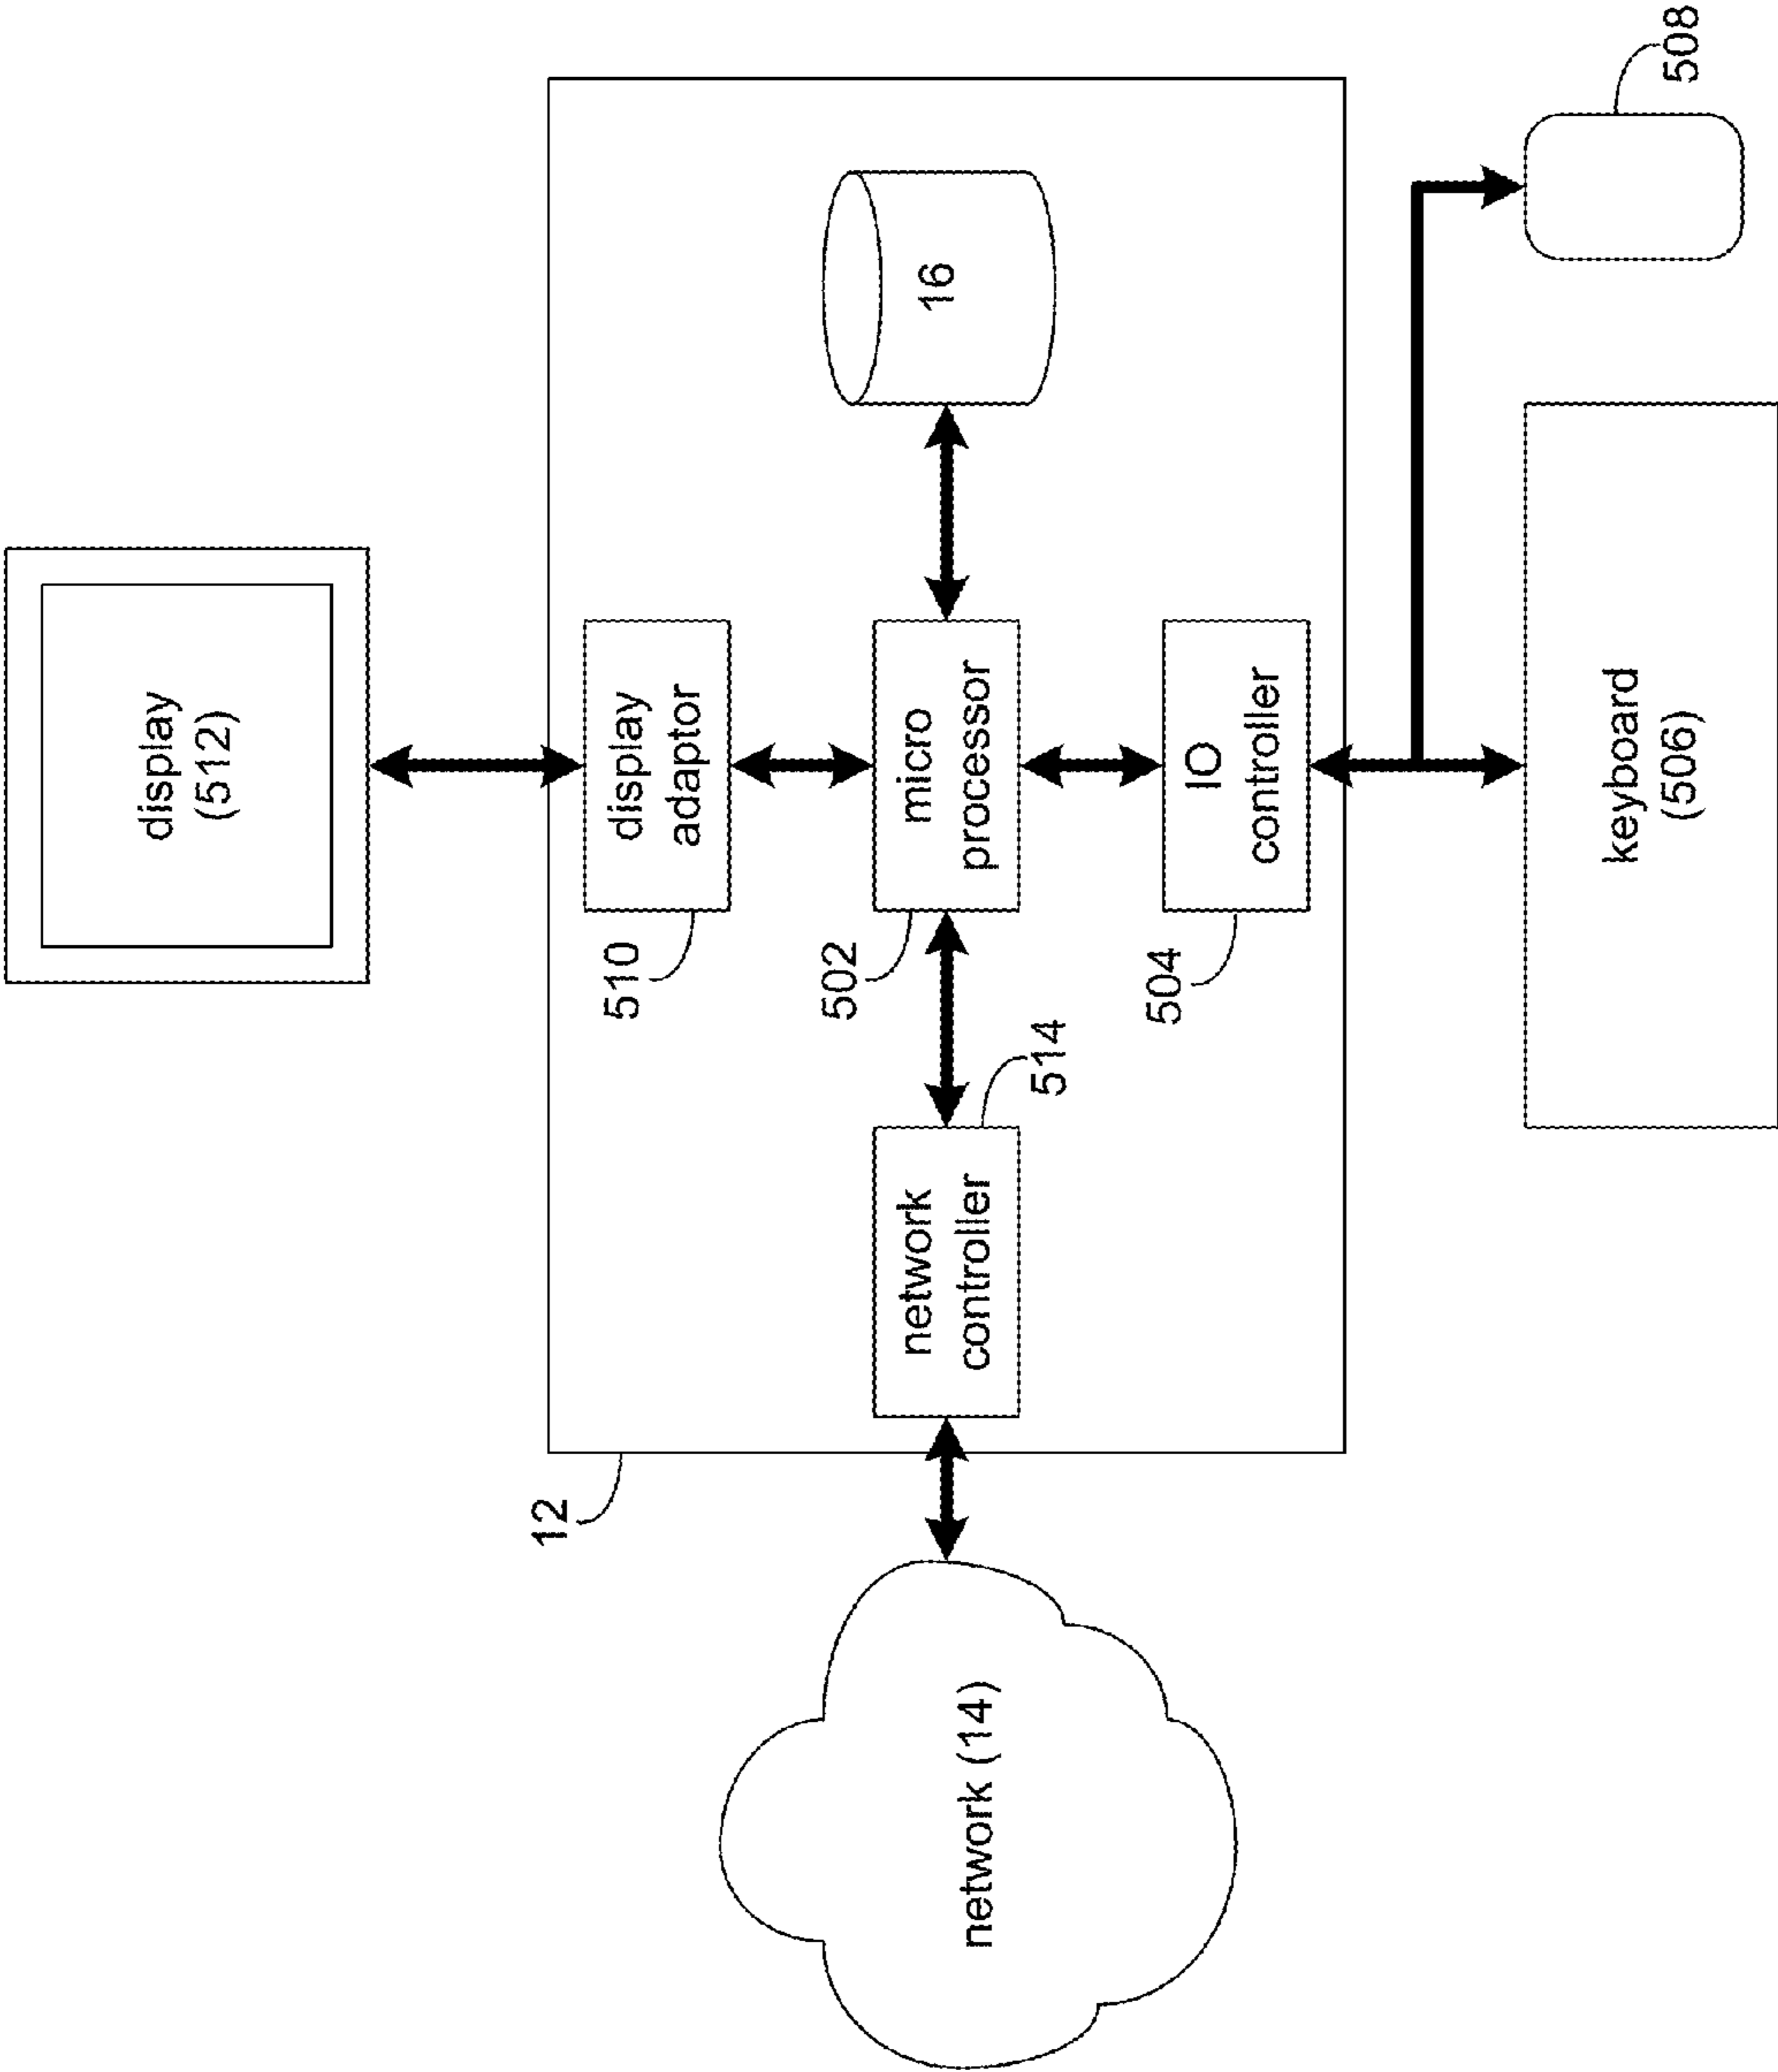 display
(512)
510
display
adaptor
502
micro
processor
16
514
network
controller
504
IO
controller
12
network (14)
keyboard
(506)
508